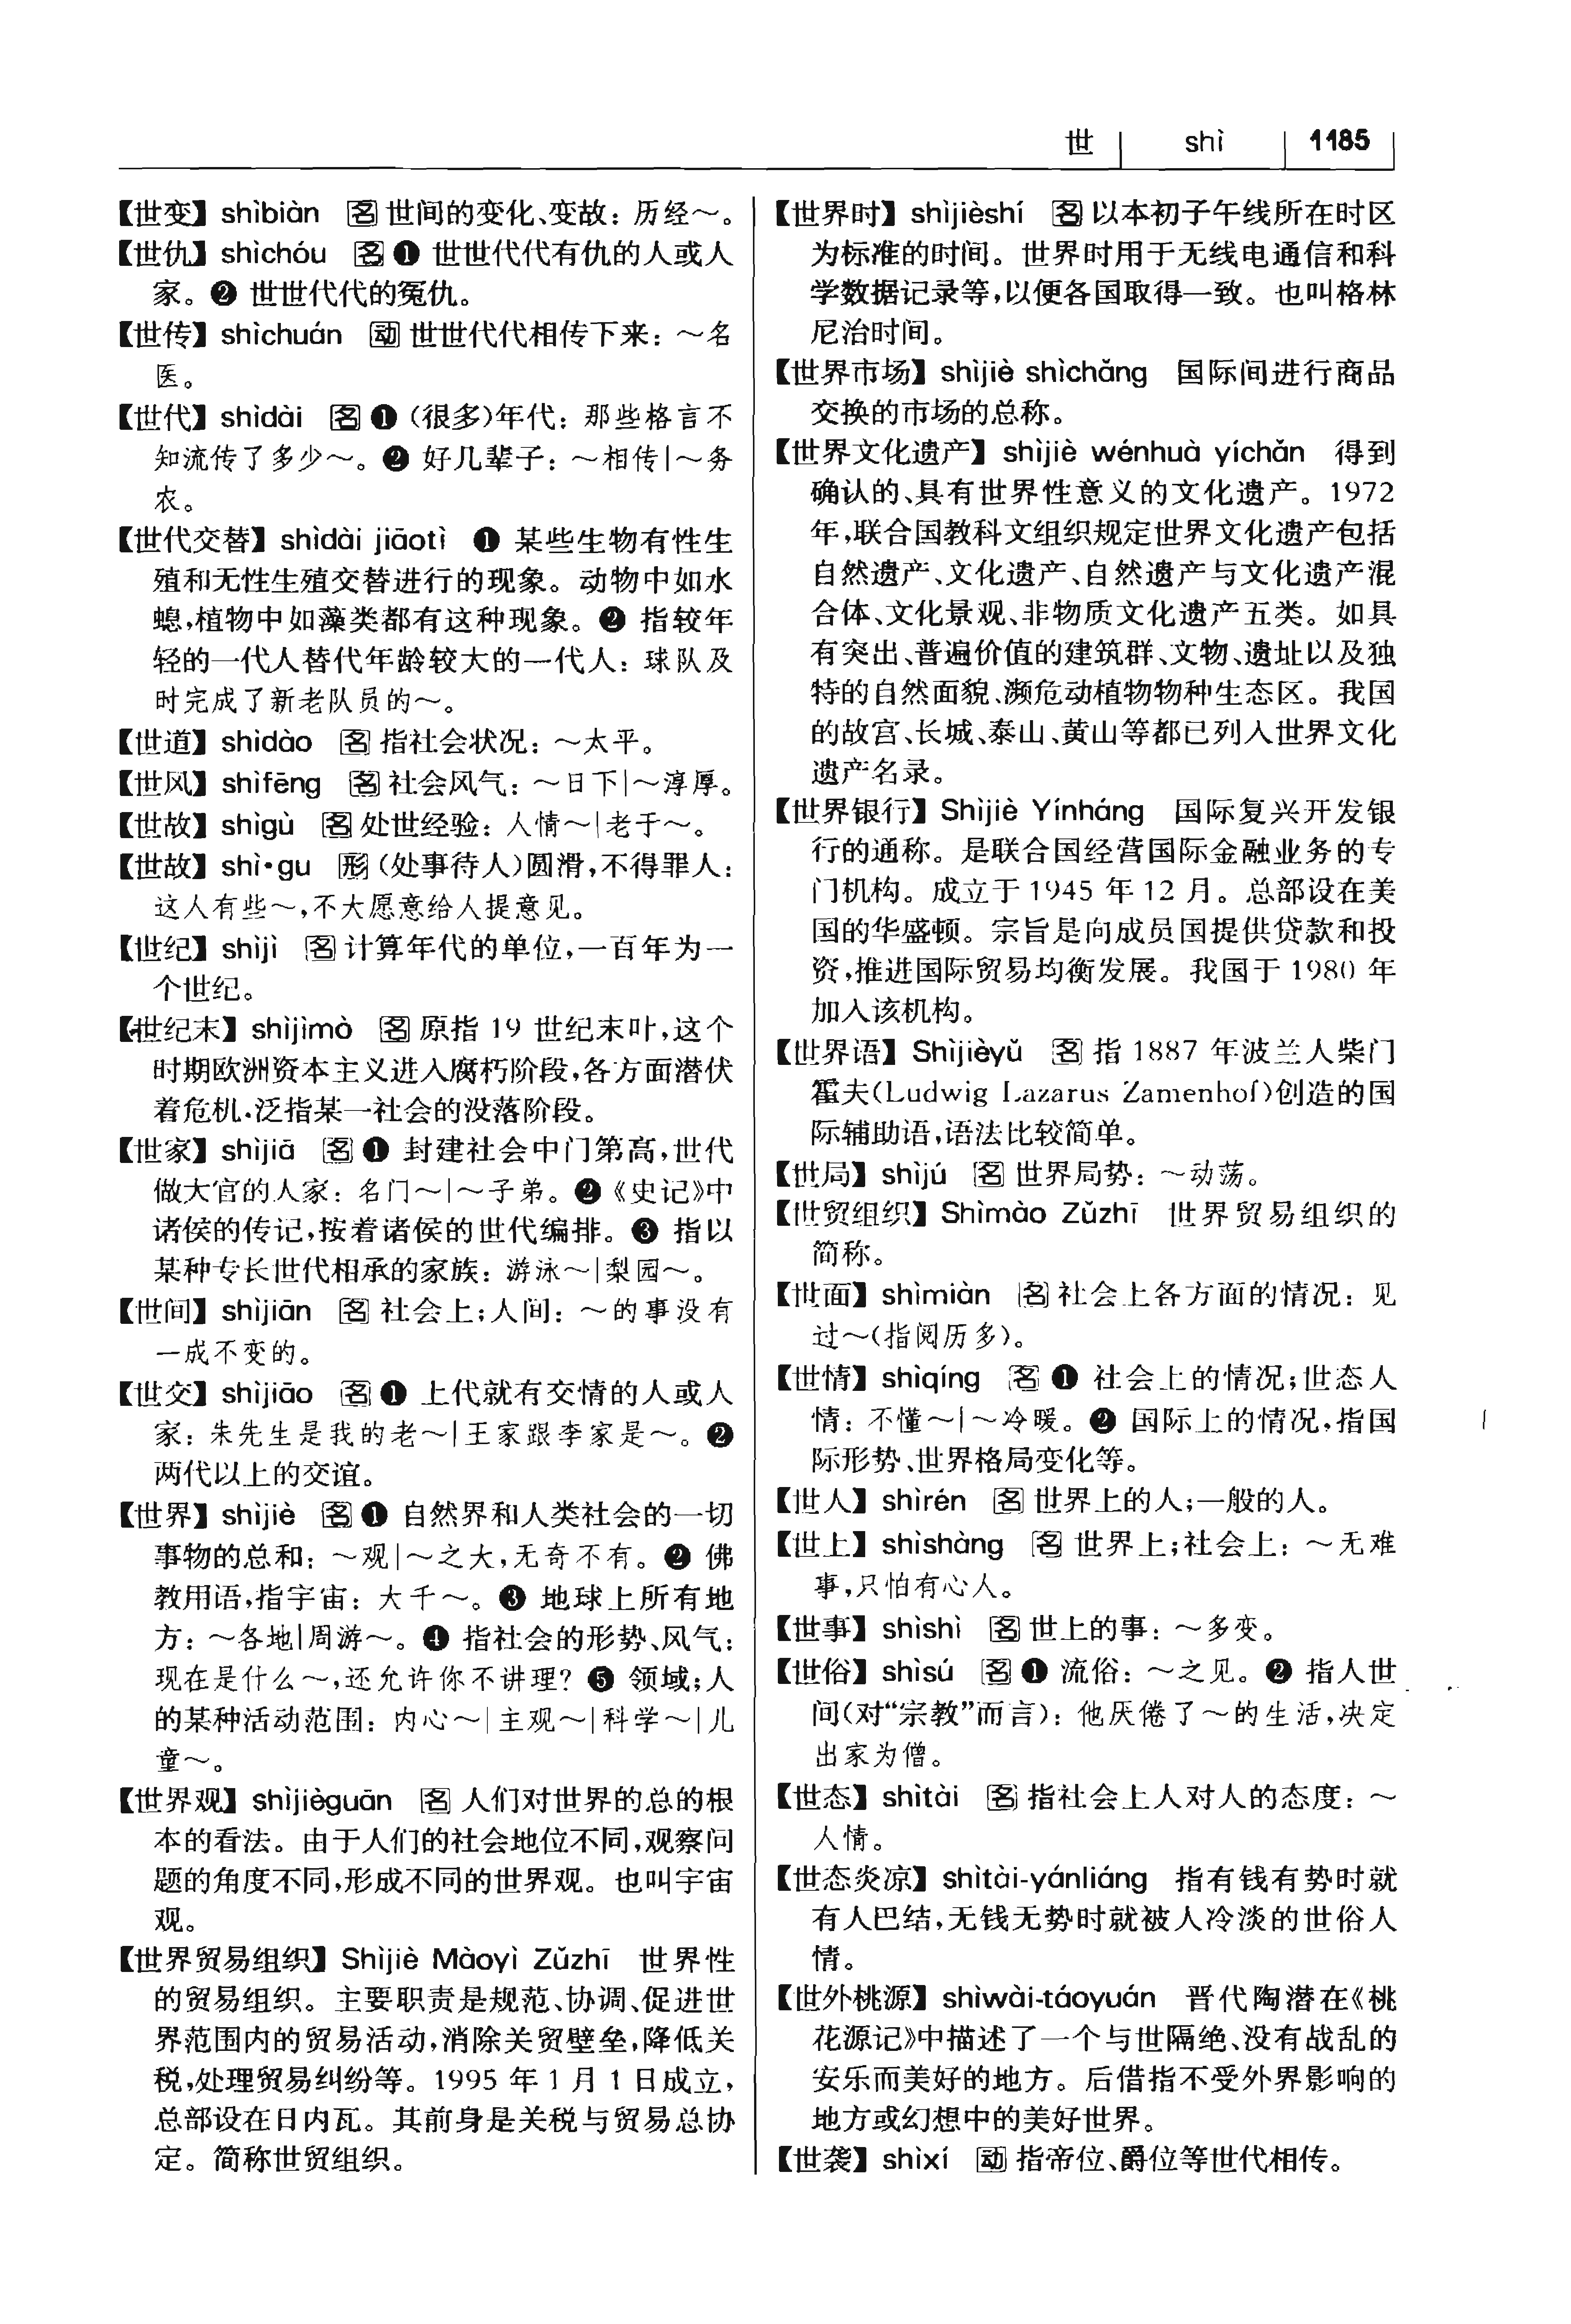 世 shì 1185
【世变】 shìbiàn 名 世间的变化、变故：历经～。
【世仇】 shìchóu 名 ❶ 世世代代有仇的人或人
家。❷ 世世代代的冤仇。
【世传】 shìchuán 动 世世代代相传下来：～名
医。
【世代】 shìdài 名 ❶（很多）年代：那些格言不
知流传了多少～。❷ 好几辈子：～相传|～务
农。
【世代交替】 shìdài jiāotì ❶ 某些生物有性生
殖和无性生殖交替进行的现象。动物中如水
螅，植物中如藻类都有这种现象。❷ 指较年
轻的一代人替代年龄较大的一代人：球队及
时完成了新老队员的～。
【世道】 shìdào 名 指社会状况：～太平。
【世风】 shìfēng 名 社会风气：～日下|～淳厚。
【世故】 shìgù 名 处世经验：人情～|老于～。
【世故】 shì·gu 形（处事待人）圆滑，不得罪人：
这人有些～，不大愿意给人提意见。
【世纪】 shìjì 名 计算年代的单位，一百年为一
个世纪。
【世纪末】 shìjìmò 名 原指 19 世纪末叶，这个
时期欧洲资本主义进入腐朽阶段，各方面潜伏
着危机.泛指某一社会的没落阶段。
【世家】 shìjiā 名 ❶ 封建社会中门第高，世代
做大官的人家：名门～|～子弟。❷《史记》中
诸侯的传记，按着诸侯的世代编排。❸ 指以
某种专长世代相承的家族：游泳～|梨园～。
【世间】 shìjiān 名 社会上；人间：～的事没有
一成不变的。
【世交】 shìjiāo 名 ❶ 上代就有交情的人或人
家：朱先生是我的老～|王家跟李家是～。❷
两代以上的交谊。
【世界】 shìjiè 名 ❶ 自然界和人类社会的一切
事物的总和：～观|～之大，无奇不有。❷ 佛
教用语，指宇宙：大千～。❸ 地球上所有地
方：～各地|周游～。❹ 指社会的形势、风气：
现在是什么～，还允许你不讲理？❺ 领域；人
的某种活动范围：内心～|主观～|科学～|儿
童～。
【世界观】 shìjièguān 名 人们对世界的总的根
本的看法。由于人们的社会地位不同，观察问
题的角度不同，形成不同的世界观。也叫宇宙
观。
【世界贸易组织】 Shìjiè Màoyì Zǔzhī 世界性
的贸易组织。主要职责是规范、协调、促进世
界范围内的贸易活动，消除关贸壁垒，降低关
税，处理贸易纠纷等。1995 年 1 月 1 日成立，
总部设在日内瓦。其前身是关税与贸易总协
定。简称世贸组织。
【世界时】 shìjièshí 名 以本初子午线所在时区
为标准的时间。世界时用于无线电通信和科
学数据记录等，以便各国取得一致。也叫格林
尼治时间。
【世界市场】 shìjiè shìchǎng 国际间进行商品
交换的市场的总称。
【世界文化遗产】 shìjiè wénhuà yíchǎn 得到
确认的、具有世界性意义的文化遗产。1972
年，联合国教科文组织规定世界文化遗产包括
自然遗产、文化遗产、自然遗产与文化遗产混
合体、文化景观、非物质文化遗产五类。如具
有突出、普遍价值的建筑群、文物、遗址以及独
特的自然面貌、濒危动植物物种生态区。我国
的故宫、长城、泰山、黄山等都已列入世界文化
遗产名录。
【世界银行】 Shìjiè Yínháng 国际复兴开发银
行的通称。是联合国经营国际金融业务的专
门机构。成立于 1945 年 12 月。总部设在美
国的华盛顿。宗旨是向成员国提供贷款和投
资，推进国际贸易均衡发展。我国于 1980 年
加入该机构。
【世界语】 Shìjièyǔ 名 指 1887 年波兰人柴门
霍夫(Ludwig Lazarus Zamenhof)创造的国
际辅助语，语法比较简单。
【世局】 shìjú 名 世界局势：～动荡。
【世贸组织】 Shìmào Zǔzhī 世界贸易组织的
简称。
【世面】 shìmiàn 名 社会上各方面的情况：见
过～（指阅历多）。
【世情】 shìqíng 名 ❶ 社会上的情况；世态人
情：不懂～|～冷暖。❷ 国际上的情况，指国
际形势、世界格局变化等。
【世人】 shìrén 名 世界上的人；一般的人。
【世上】 shìshàng 名 世界上；社会上：～无难
事，只怕有心人。
【世事】 shìshì 名 世上的事：～多变。
【世俗】 shìsú 名 ❶ 流俗：～之见。❷ 指人世
间（对“宗教”而言）：他厌倦了～的生活，决定
出家为僧。
【世态】 shìtài 名 指社会上人对人的态度：～
人情。
【世态炎凉】 shìtài-yánliáng 指有钱有势时就
有人巴结，无钱无势时就被人冷淡的世俗人
情。
【世外桃源】 shìwài-táoyuán 晋代陶潜在《桃
花源记》中描述了一个与世隔绝、没有战乱的
安乐而美好的地方。后借指不受外界影响的
地方或幻想中的美好世界。
【世袭】 shìxí 动 指帝位、爵位等世代相传。